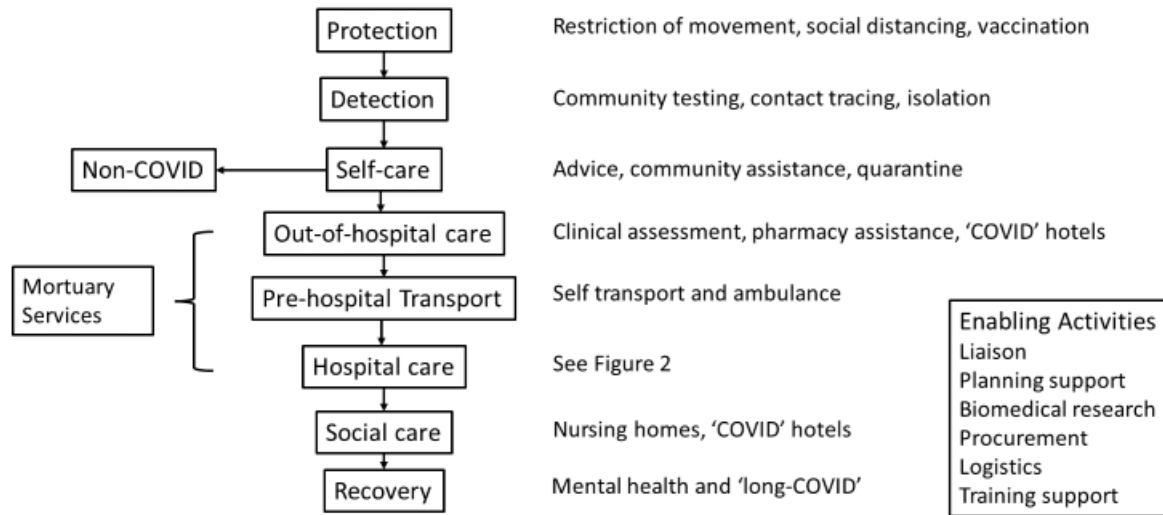 Protection
Restriction of movement, social distancing, vaccination
Detection
Community testing, contact tracing, isolation
Non-COVID
Self-care
Advice, community assistance, quarantine
Out-of-hospital care
Clinical assessment, pharmacy assistance, ‘COVID’ hotels
Mortuary
Services
Pre-hospital Transport
Self transport and ambulance
Hospital care
See Figure 2
Social care
Nursing homes, ‘COVID’ hotels
Recovery
Mental health and ‘long-COVID’
Enabling Activities
Liaison
Planning support
Biomedical research
Procurement
Logistics
Training support